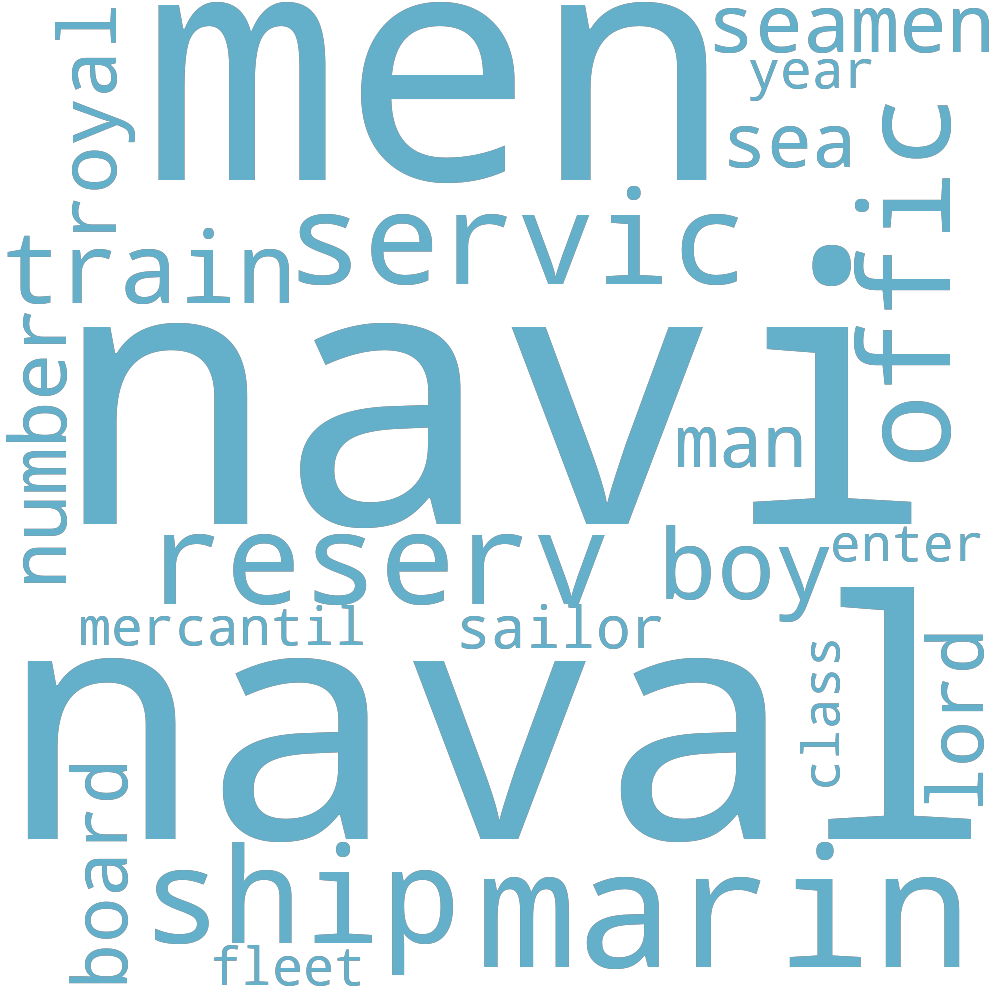 men
seamen
year
sea
royal
offic
servic
train
navi
number
man
reserv
boy
enter
mercantil
sailor
naval
class
lord
board
ship
marin
fleet